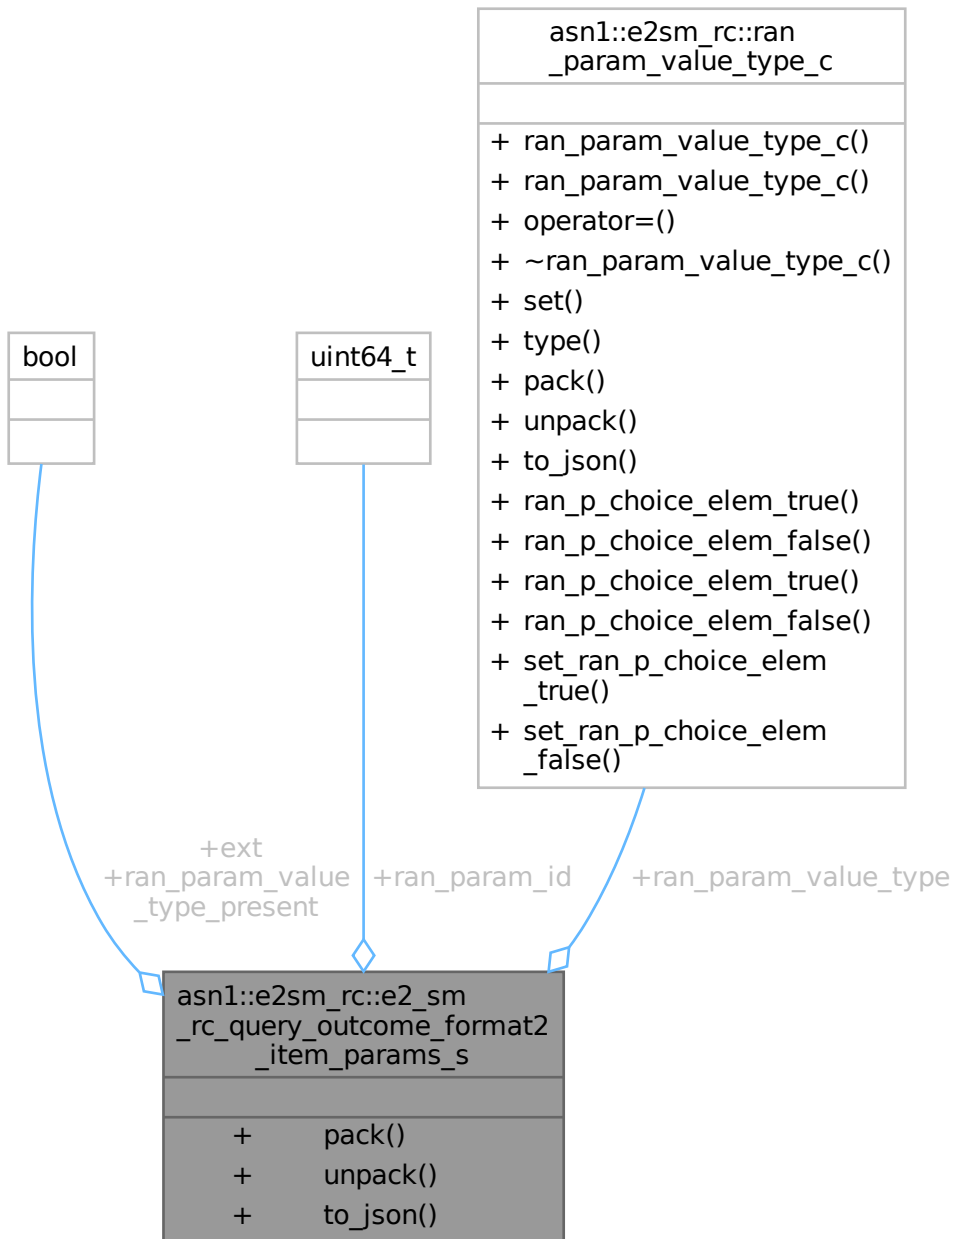 asn1::e2sm_rc::ran
_param_value_type_c
+ ran_param_value_type_c()
+ ran_param_value_type_c()
+ operator=()
+ ~ran_param_value_type_c()
+ set()
+ type()
+ pack()
+ unpack()
+ to_json()
+ ran_p_choice_elem_true()
+ ran_p_choice_elem_false()
+ ran_p_choice_elem_true()
+ ran_p_choice_elem_false()
+ set_ran_p_choice_elem
_true()
+ set_ran_p_choice_elem
_false()
bool
uint64_t
+ext
+ran_param_value
_type_present
+ran_param_id
+ran_param_value_type
asn1::e2sm_rc::e2_sm
_rc_query_outcome_format2
_item_params_s
+ pack()
+ unpack()
+ to_json()